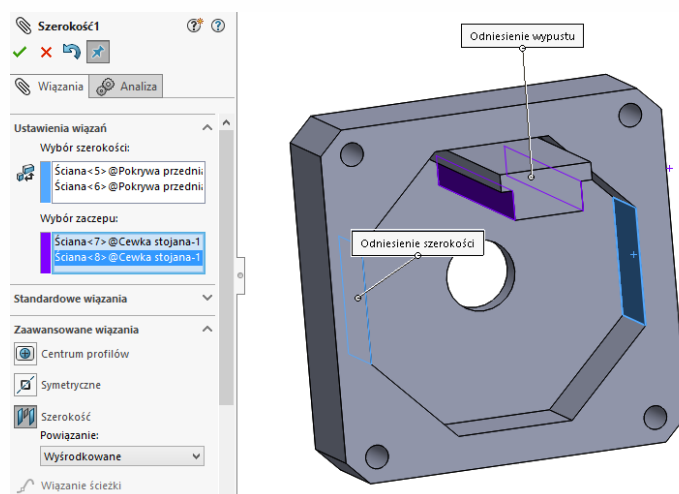 Szerokość1
Wiązania
Analiza
Ustawienia wiązań
Wybór szerokości:
Ściana<5>@Pokrywa przednia
Ściana<6>@Pokrywa przednia
Wybór zaczepu:
Ściana<7>@Cewka stojana-1
Ściana<8>@Cewka stojana-1
Standardowe wiązania
Zaawansowane wiązania
Centrum profilów
Symetryczne
Szerokość
Powiązanie:
Wyśrodkowane
Wiązanie ścieżki
Odniesienie wypustu
Odniesienie szerokości